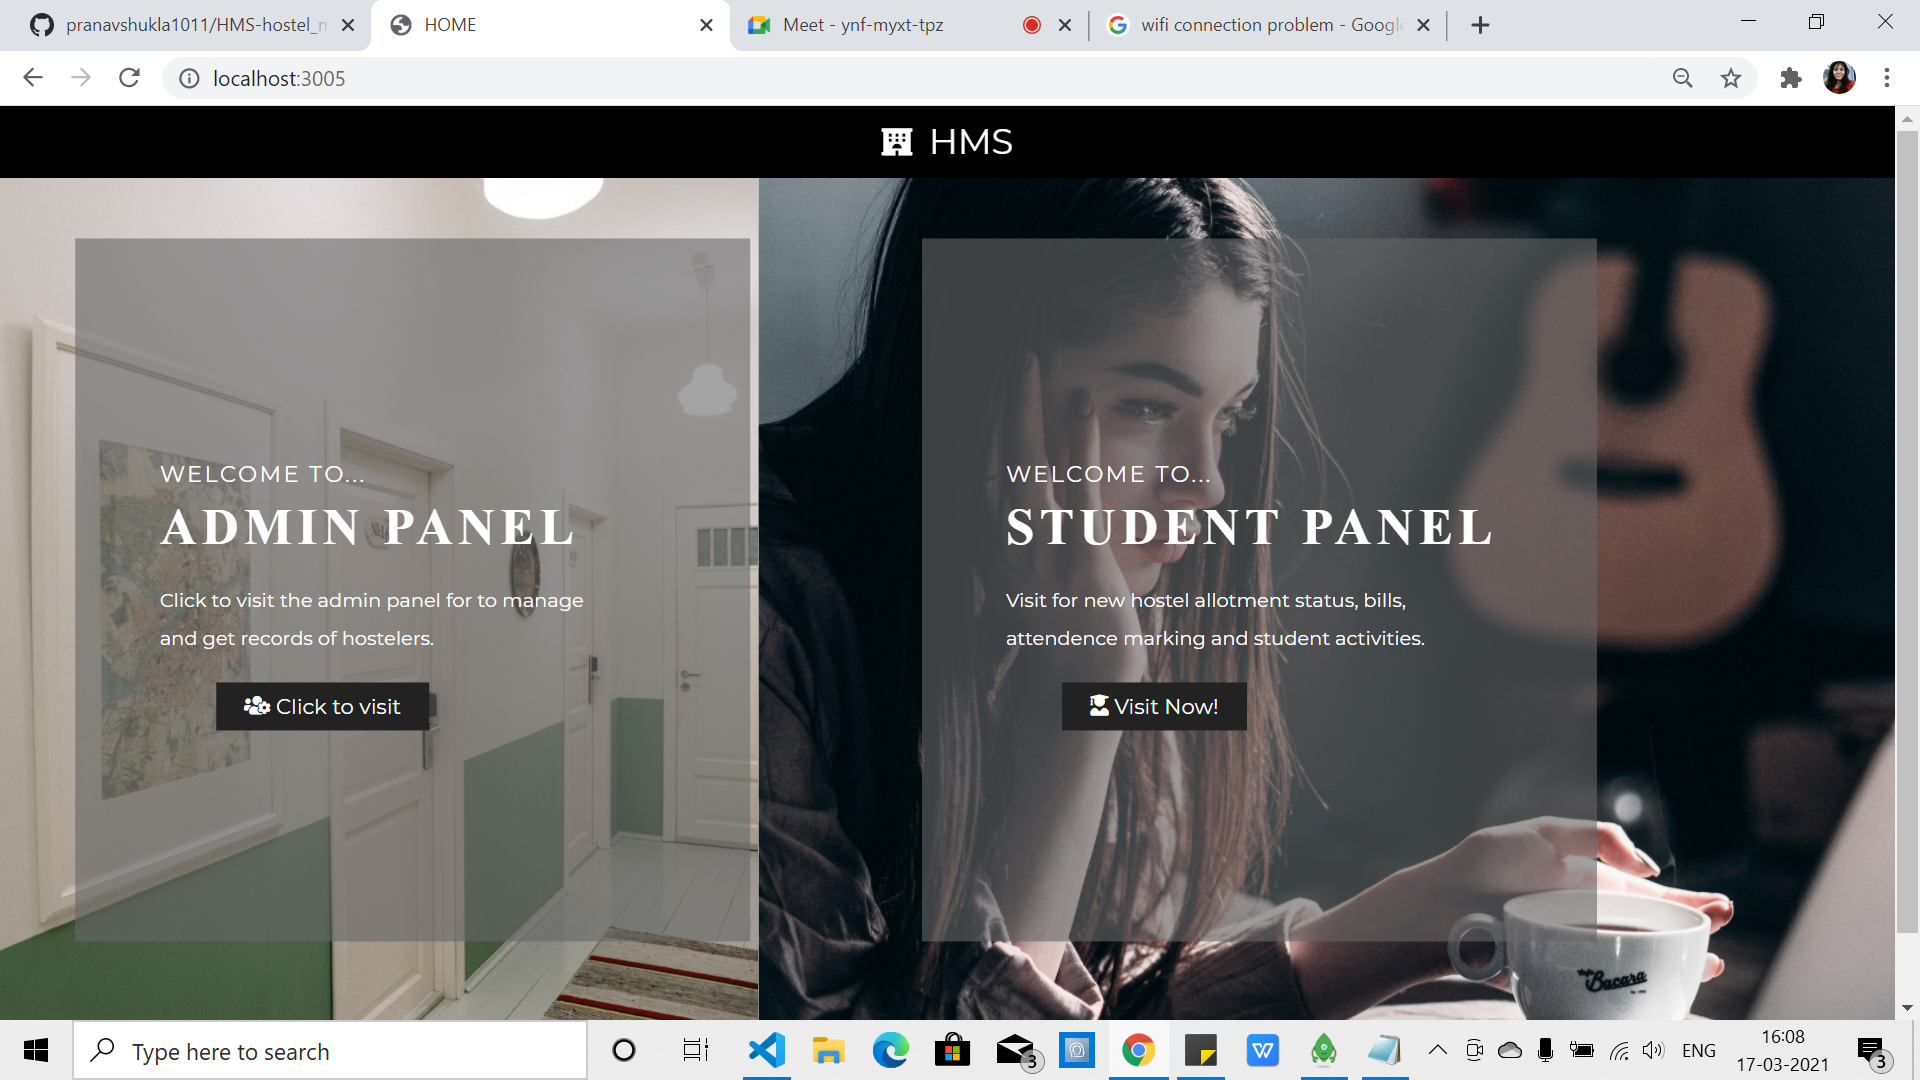 pranavshukla1011/HMS-hostel_m
HOME
Meet - ynf-myxt-tpz
wifi connection problem - Google
localhost:3005
HMS
WELCOME TO...
ADMIN PANEL
Click to visit the admin panel for to manage
and get records of hostelers.
Click to visit
WELCOME TO...
STUDENT PANEL
Visit for new hostel allotment status, bills,
attendence marking and student activities.
Visit Now!
Bacara
Type here to search
3
W
ENG
16:08
17-03-2021
3